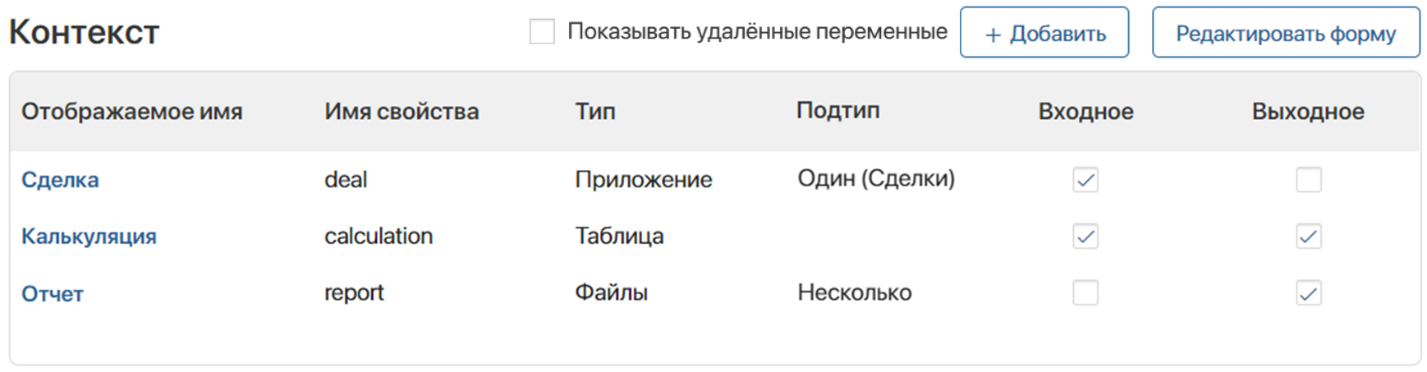 Контекст
Показывать удалённые переменные
+ Добавить
Редактировать форму
Отображаемое имя Имя свойства Тип Подтип Входное Выходное
Сделка deal Приложение Один (Сделки)
Калькуляция calculation Таблица
Отчет report Файлы Несколько